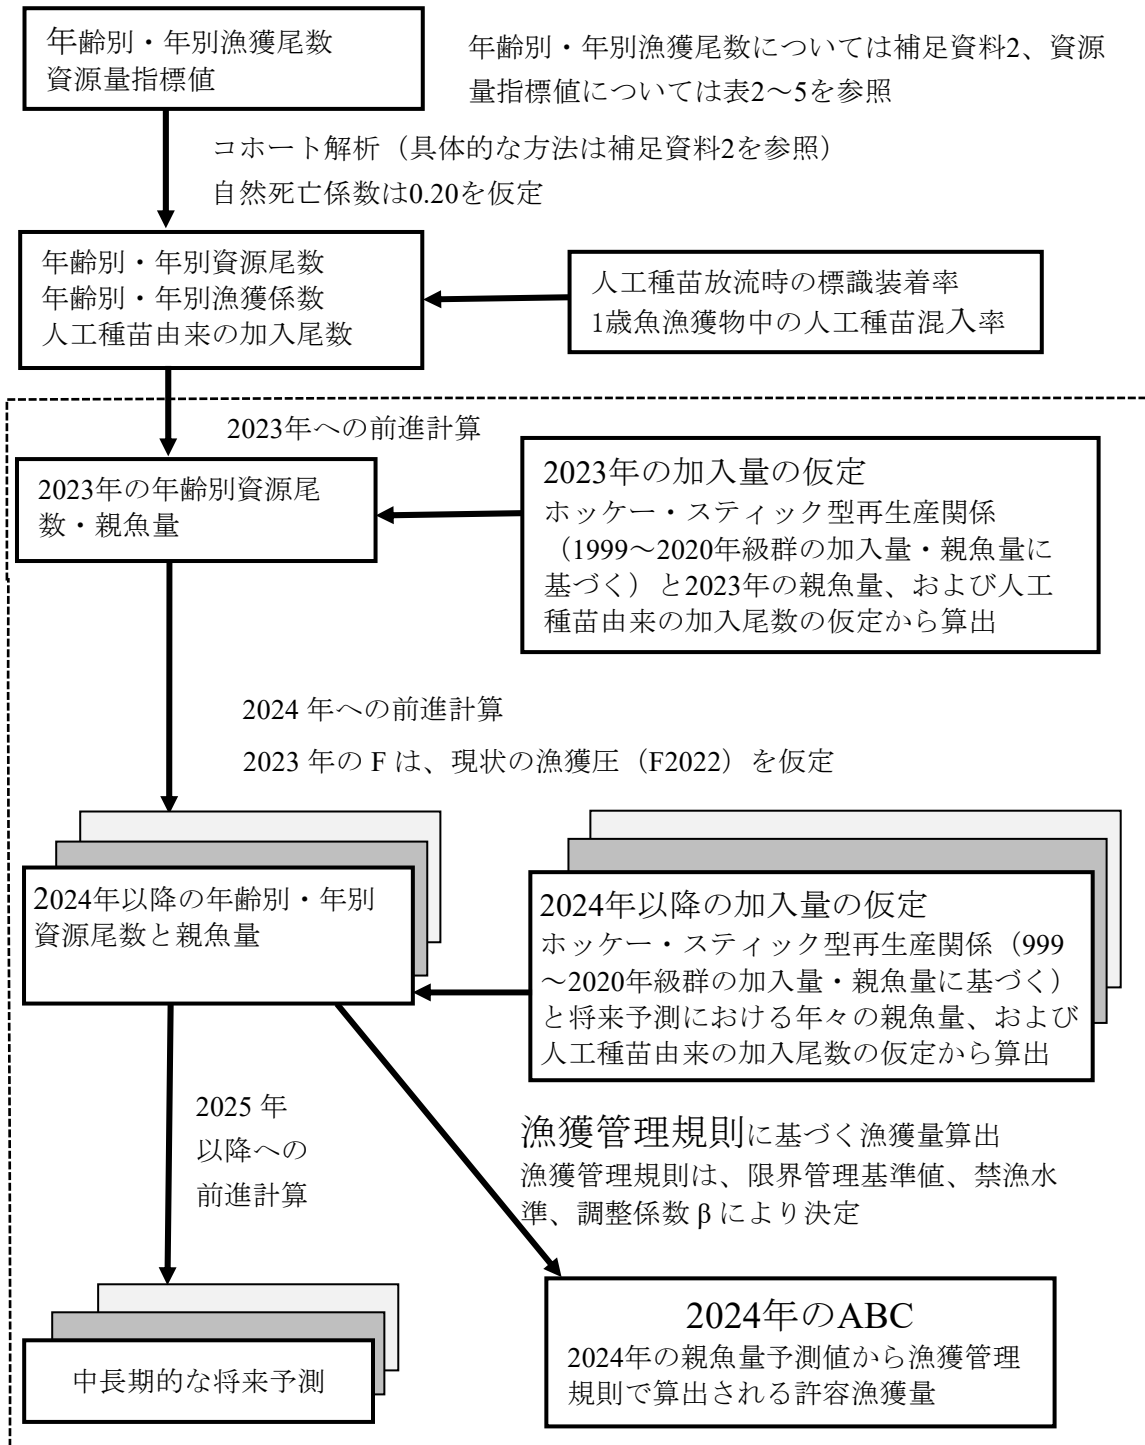 年齢別・年別漁獲尾数
資源量指標値
年齢別・年別漁獲尾数については補足資料2、資源
量指標値については表2～5を参照
コホート解析（具体的な方法は補足資料2を参照）
自然死亡係数は0.20を仮定
年齢別・年別資源尾数
年齢別・年別漁獲係数
人工種苗由来の加入尾数
人工種苗放流時の標識装着率
1歳魚漁獲物中の人工種苗混入率
2023年への前進計算
2023年の年齢別資源尾
数・親魚量
2023年の加入量の仮定
ホッケー・スティック型再生産関係
（1999～2020年級群の加入量・親魚量に
基づく）と2023年の親魚量、および人工
種苗由来の加入尾数の仮定から算出
2024 年への前進計算
2023 年の F は、現状の漁獲圧（F2022）を仮定
2024年以降の年齢別・年別
資源尾数と親魚量
2024年以降の加入量の仮定
ホッケー・スティック型再生産関係（999
～2020年級群の加入量・親魚量に基づく）
と将来予測における年々の親魚量、および
人工種苗由来の加入尾数の仮定から算出
2025 年
以降への
前進計算
漁獲管理規則に基づく漁獲量算出
漁獲管理規則は、限界管理基準値、禁漁水
準、調整係数 β により決定
中長期的な将来予測
2024年のABC
2024年の親魚量予測値から漁獲管理
規則で算出される許容漁獲量